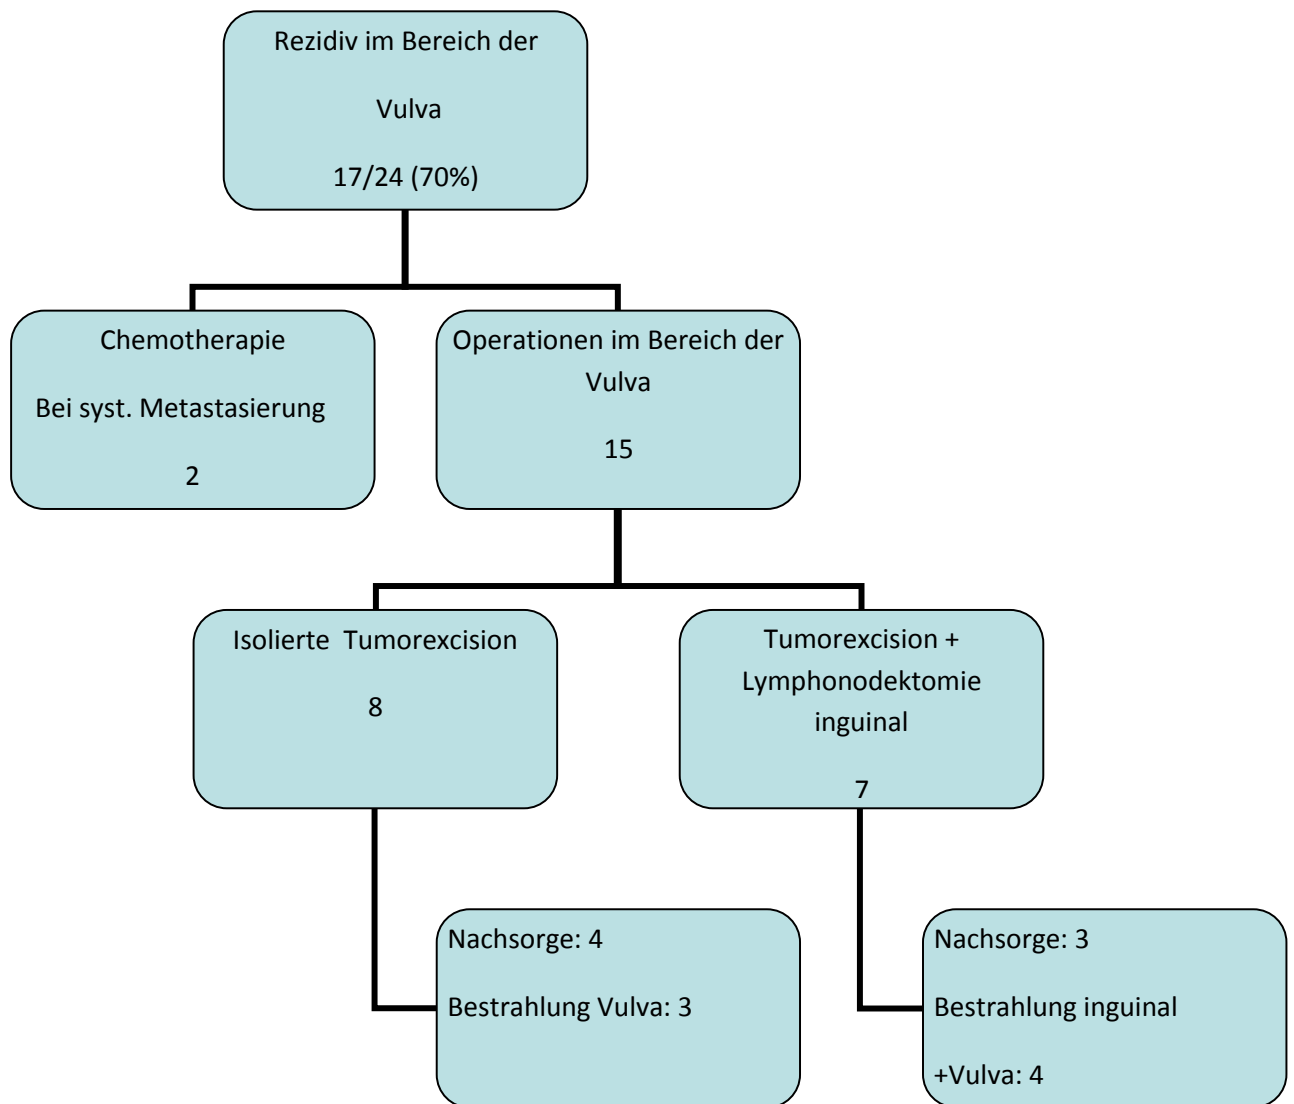 Rezidiv im Bereich der
Vulva
17/24 (70%)
Chemotherapie
Bei syst. Metastasierung
2
Operationen im Bereich der
Vulva
15
Isolierte Tumorexcision
8
Tumorexcision +
Lymphonodektomie
inguinal
7
Nachsorge: 4
Bestrahlung Vulva: 3
Nachsorge: 3
Bestrahlung inguinal
+Vulva: 4